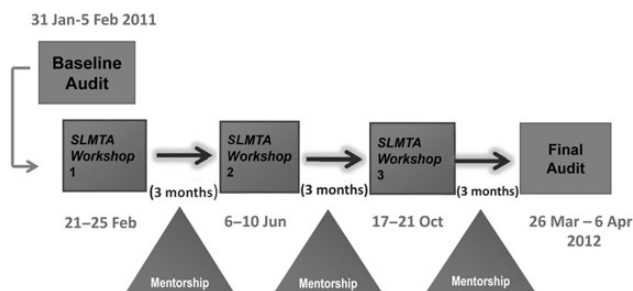 31 Jan-5 Feb 2011
Baseline
Audit
SLMTA
Workshop
1
SLMTA
Workshop
2
SLMTA
Workshop
3
Final
Audit
(3 months)
(3 months)
(3 months)
21–25 Feb
6–10 Jun
17–21 Oct
26 Mar – 6 Apr
2012
Mentorship
Mentorship
Mentorship